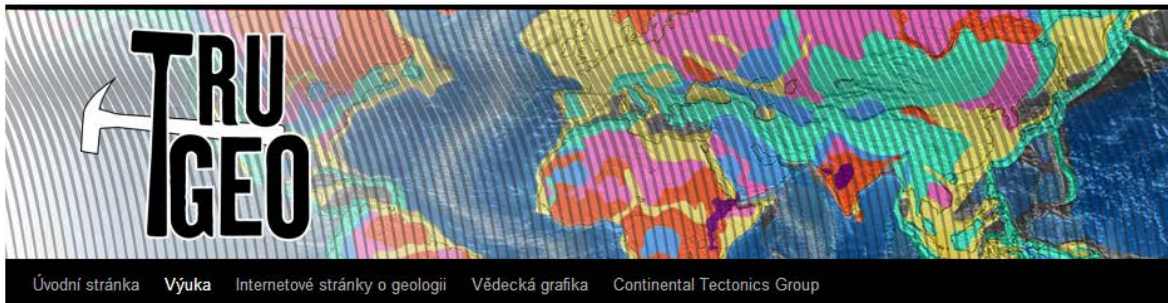 TRU
GEO
Úvodní stránka Výuka Internetové stránky o geologii Vědecká grafika Continental Tectonics Group